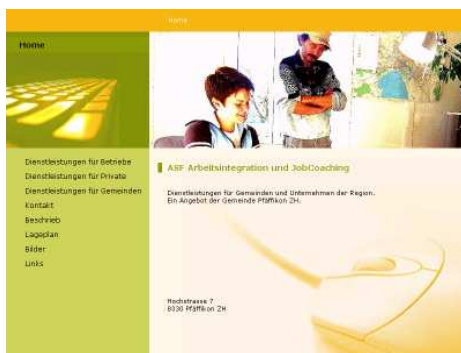 Home
Home
Dienstleistungen für Betriebe
Dienstleistungen für Private
Dienstleistungen für Gemeinden
Kontakt
Beschrieb
Lageplan
Bilder
Links
ASF Arbeitsintegration und JobCoaching
Dienstleistungen für Gemeinden und Unternehmen der Region.
Ein Angebot der Gemeinde Pfäffikon ZH.
Hochstrasse 7
8330 Pfäffikon ZH